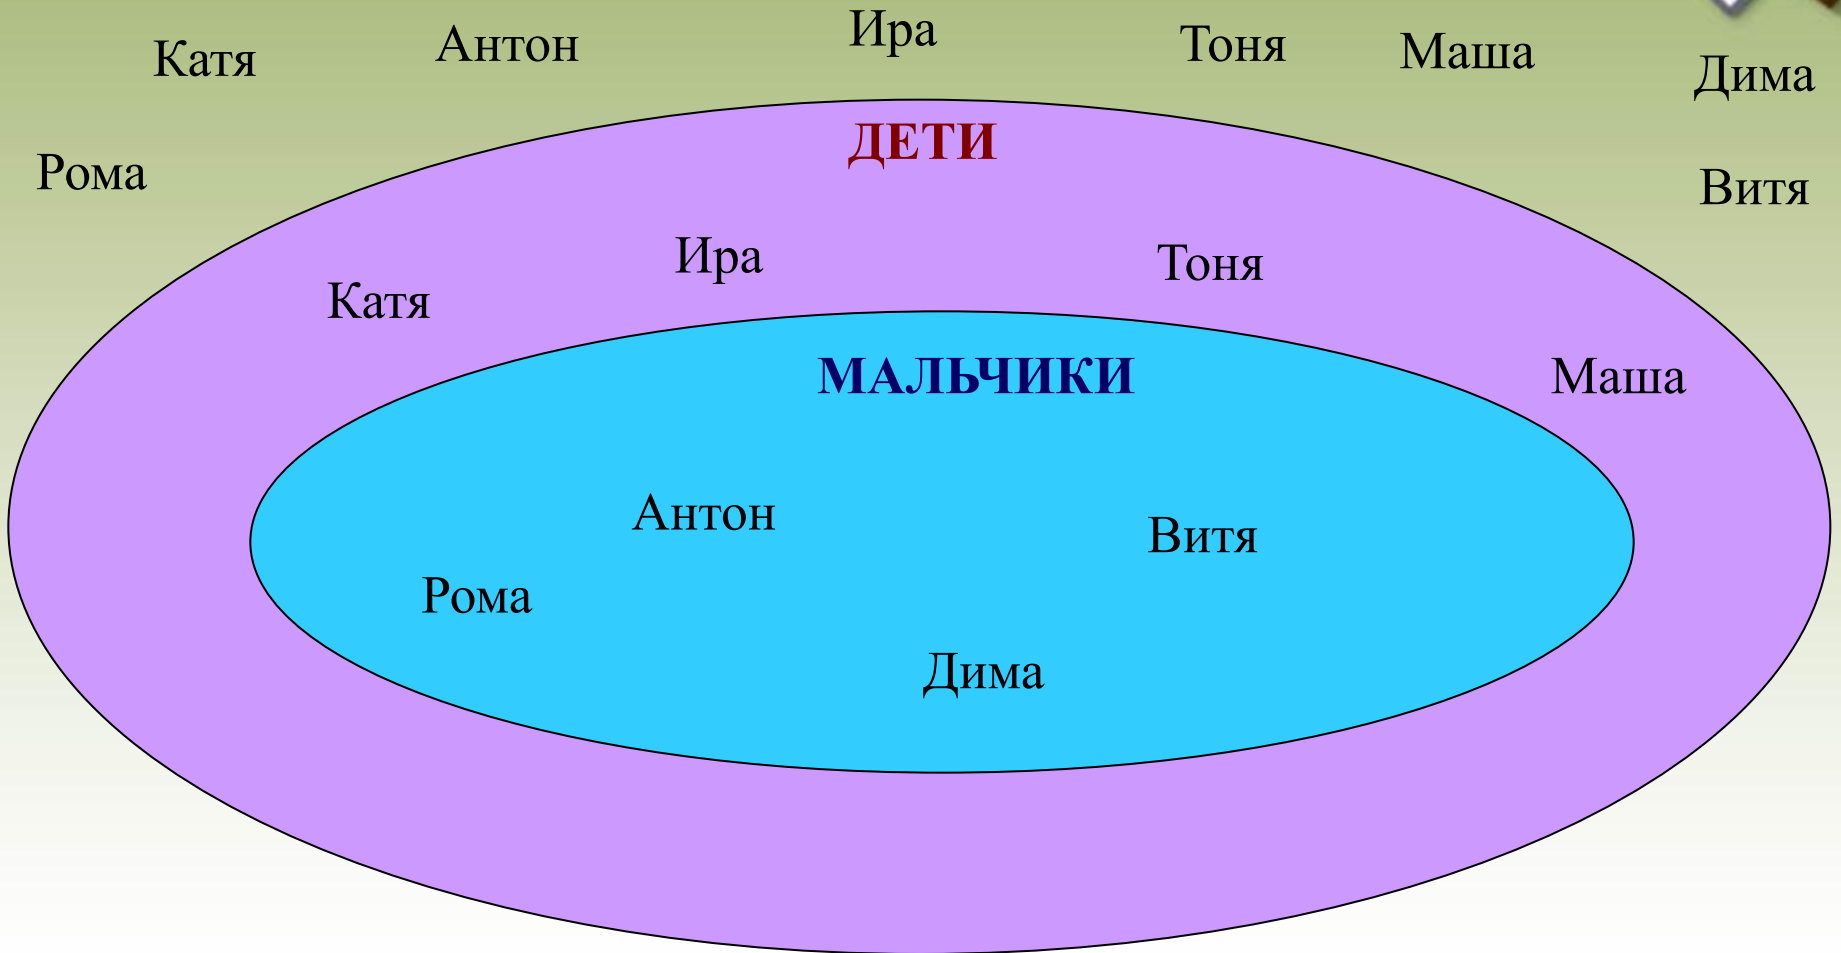 Катя Антон Ира Тоня Маша Дима
Рома Витя
ДЕТИ
Катя Ира Тоня Маша
МАЛЬЧИКИ
Антон Витя
Рома
Дима